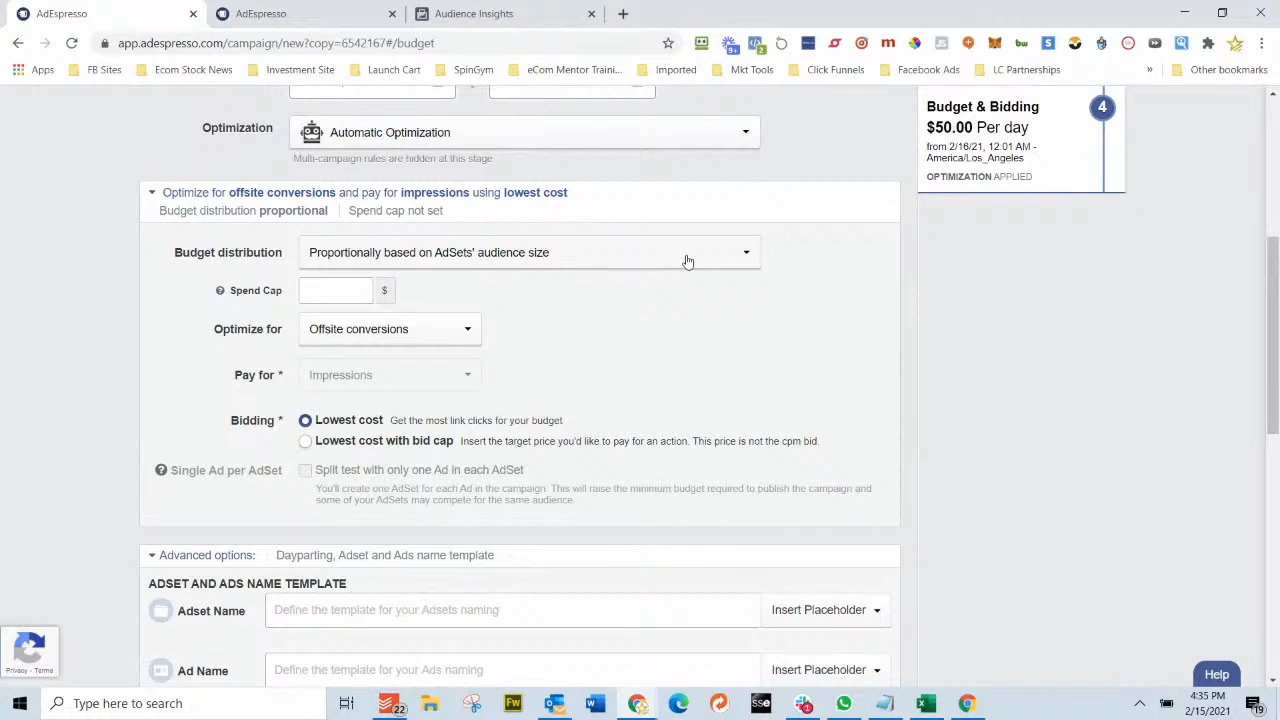 AdEspresso
AdEspresso
Audience Insights
app.adespresso.com/campaign/new?copy=6542167#/budget
Apps
FB Sites
Ecom Stock News
Investment Site
Launch Cart
SpinGym
eCom Mentor Traini...
Imported
Mkt Tools
Click Funnels
Facebook Ads
LC Partnerships
»
Other bookmarks
Optimization
Automatic Optimization
Multi-campaign rules are hidden at this stage
Optimize for offsite conversions and pay for impressions using lowest cost
Budget distribution proportional
Spend cap not set
Budget distribution
Proportionally based on AdSets' audience size
Spend Cap
$
Optimize for
Offsite conversions
Pay for *
Impressions
Bidding *
Lowest cost Get the most link clicks for your budget
Lowest cost with bid cap Insert the target price you'd like to pay for an action. This price is not the cpm bid.
Single Ad per AdSet
Split test with only one Ad in each AdSet
You'll create one AdSet for each Ad in the campaign. This will raise the minimum budget required to publish the campaign and
some of your AdSets may compete for the same audience.
Advanced options:
Dayparting, Adset and Ads name template
ADSET AND ADS NAME TEMPLATE
Adset Name
Define the template for your Adsets naming
Insert Placeholder
Ad Name
Define the template for your Ads naming
Insert Placeholder
Budget & Bidding
4
$50.00 Per day
from 2/16/21, 12.01 AM -
America/Los_Angeles
OPTIMIZATION APPLIED
Privacy - Terms
Help
Type here to search
22
Fw
sse
1
4:35 PM
2/15/2021
19